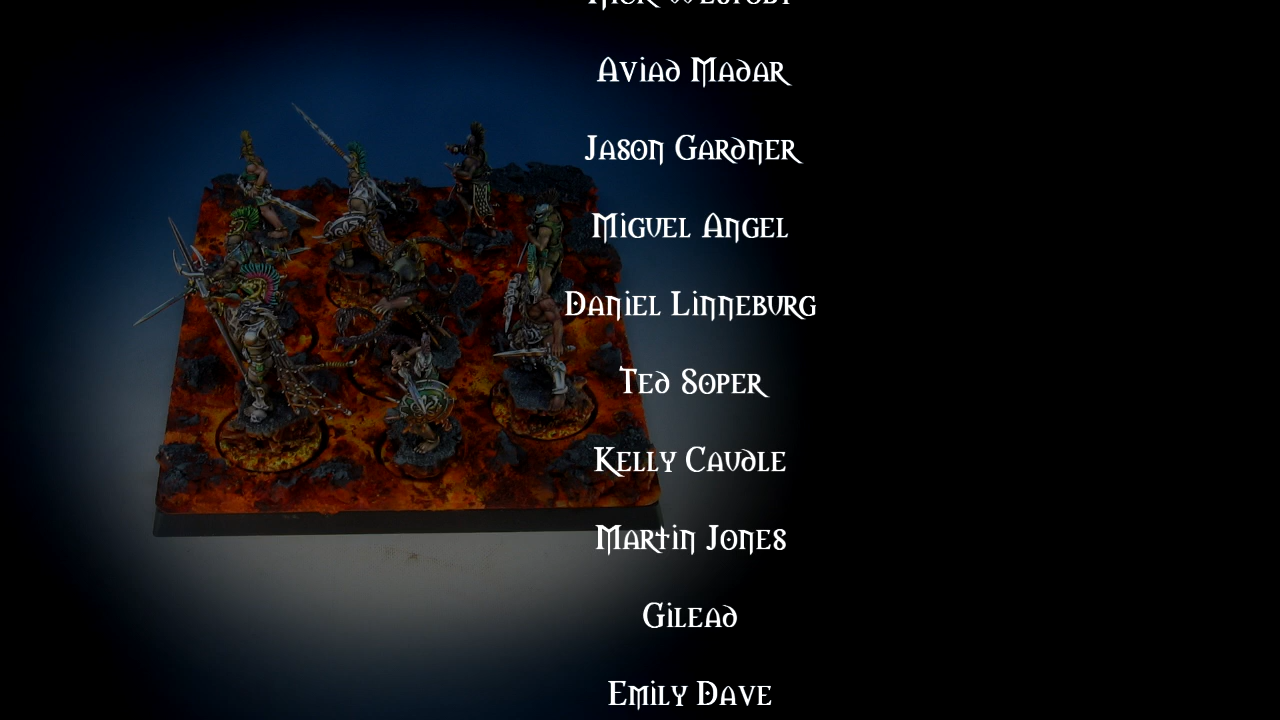 Aviad Madar
Jason Gardner
Miguel Angel
Daniel Linneburg
Ted Soper
Kelly Caudle
Martin Jones
Gilead
Emily Dave